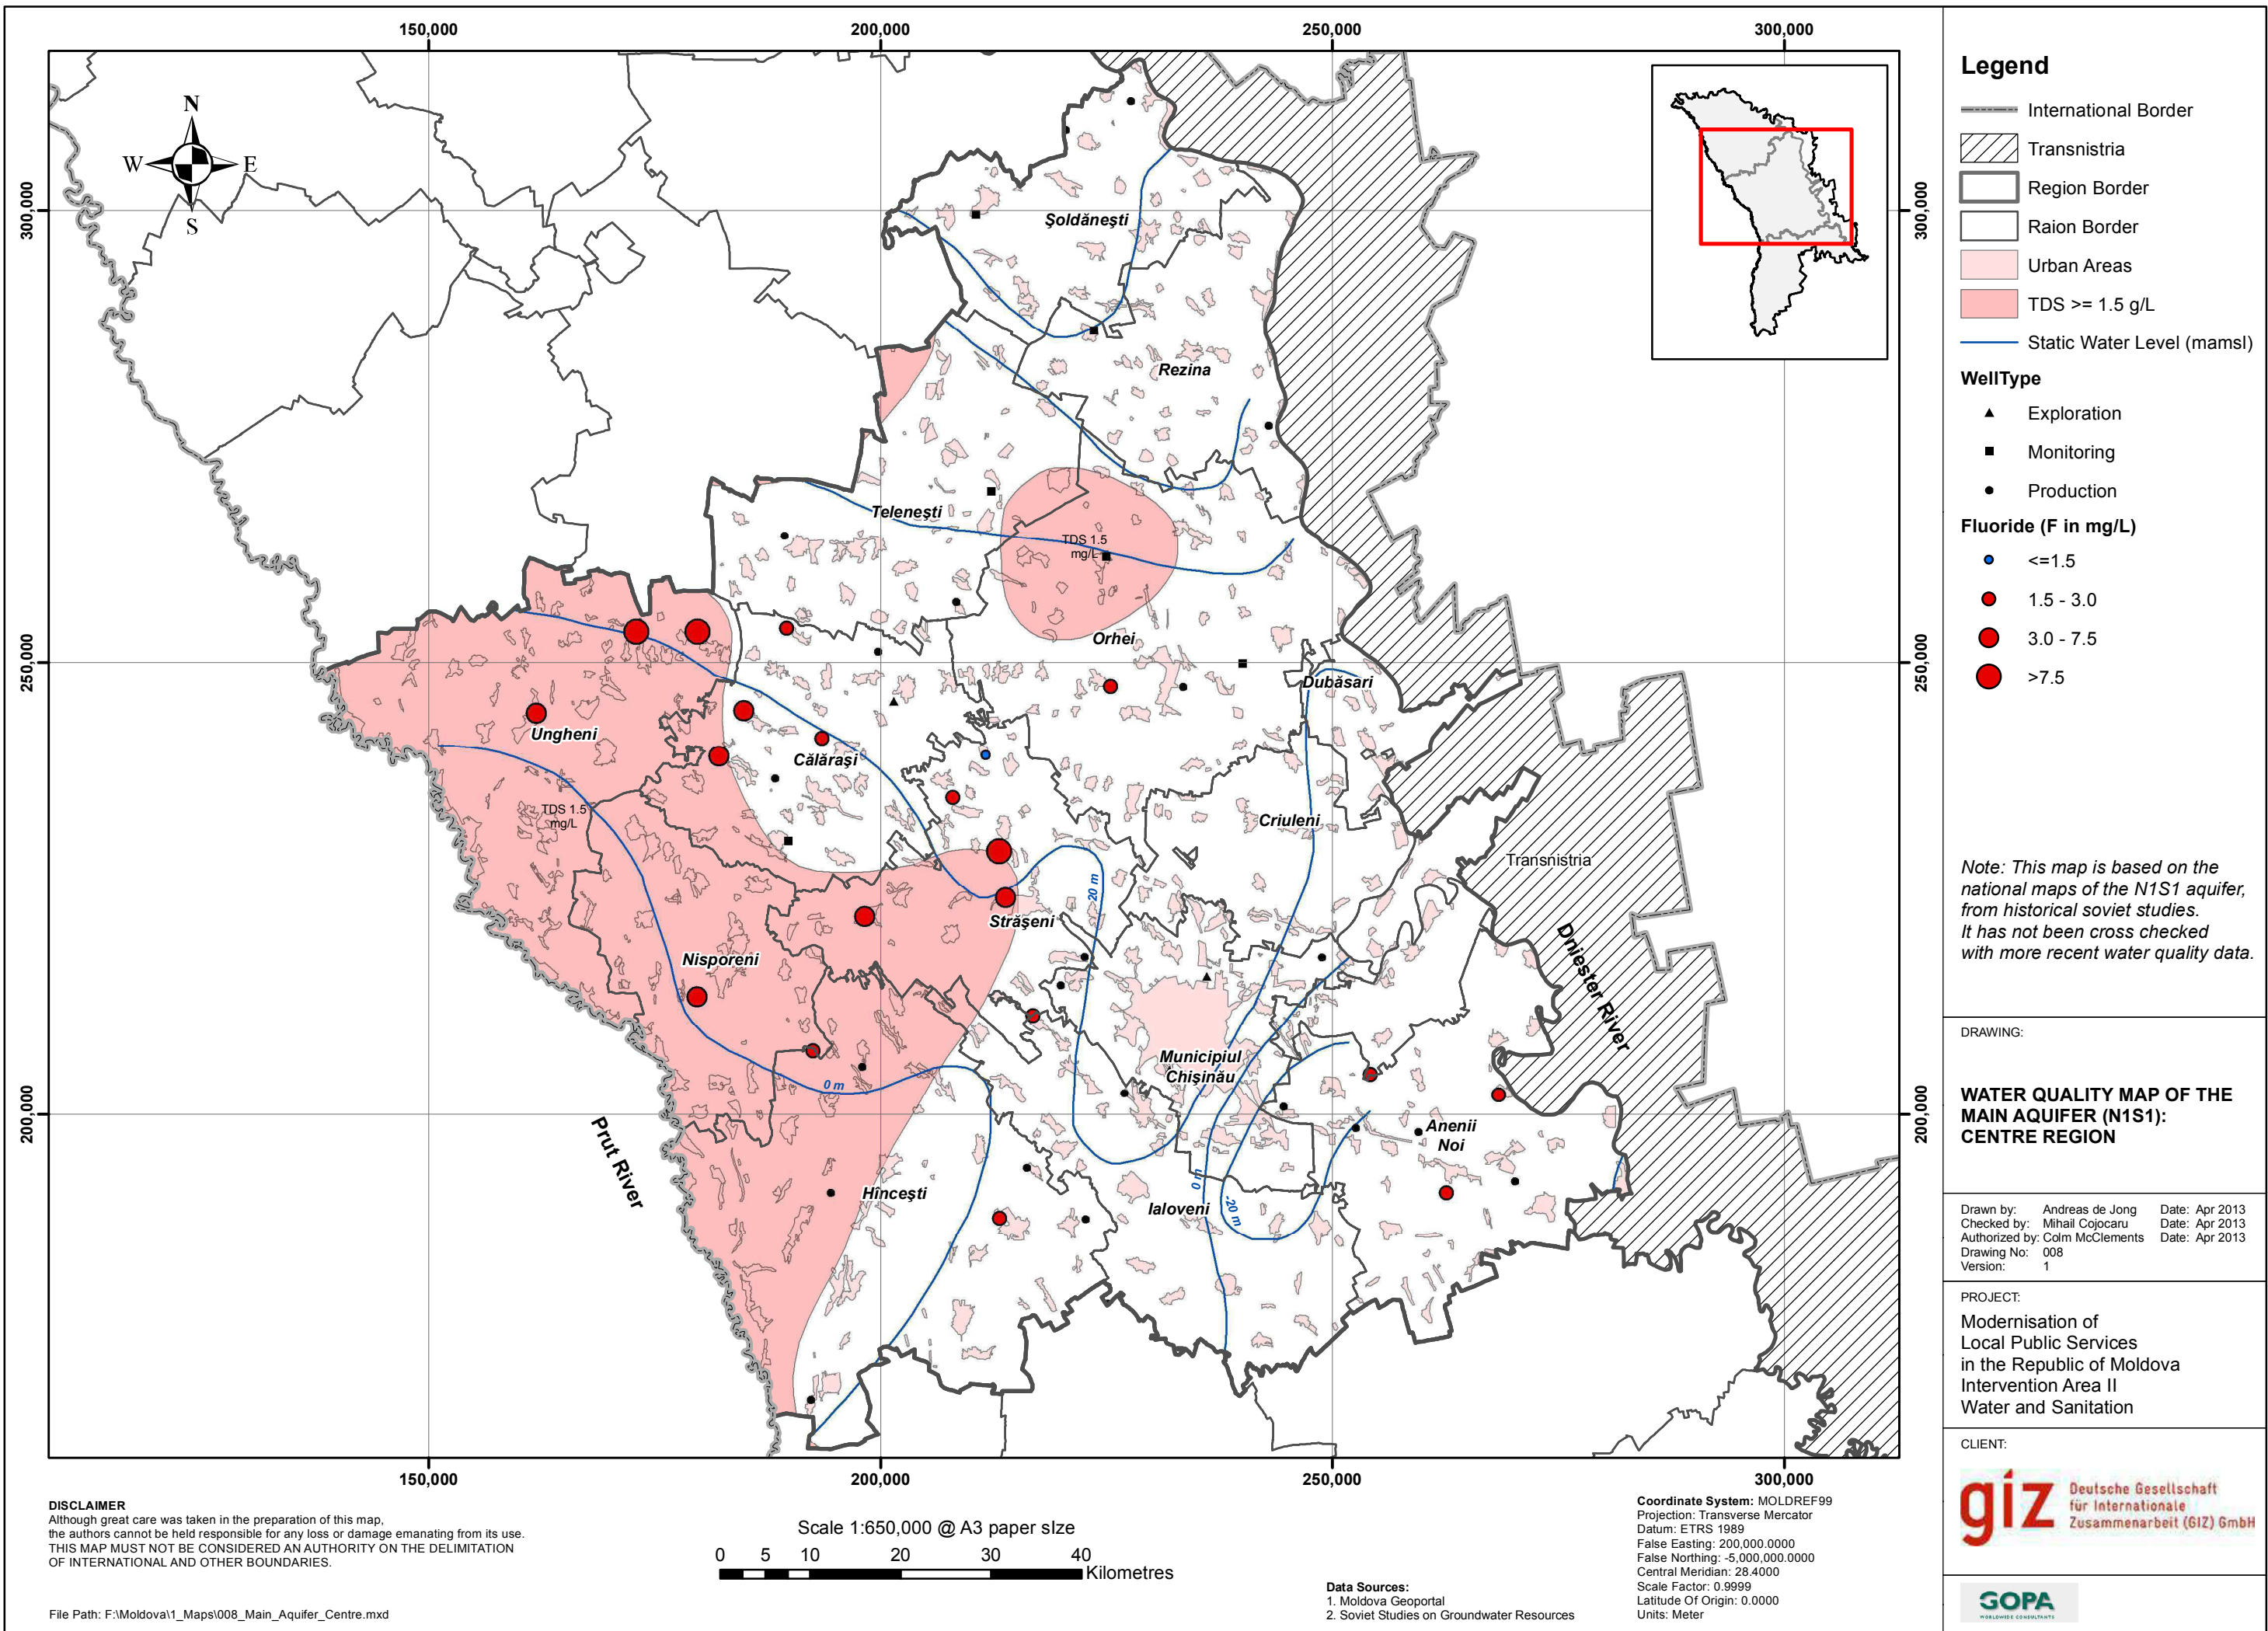 150,000
200,000
250,000
300,000
300,000
250,000
200,000
300,000
250,000
200,000
150,000
200,000
250,000
300,000
N
W
E
S
Şoldăneşti
Rezina
Teleneşti
TDS 1.5
mg/L
Orhei
Dubăsari
Ungheni
Călăraşi
TDS 1.5
mg/L
Criuleni
Transnistria
20 m
Străşeni
Nisporeni
Dniester River
Municipiul
Chişinău
0 m
Prut River
Anenii
Noi
Hînceşti
Ialoveni
0 m
-20 m
Legend
International Border
Transnistria
Region Border
Raion Border
Urban Areas
TDS >= 1.5 g/L
Static Water Level (mamsl)
WellType
Exploration
Monitoring
Production
Fluoride (F in mg/L)
<=1.5
1.5 - 3.0
3.0 - 7.5
>7.5
Note: This map is based on the
national maps of the N1S1 aquifer,
from historical soviet studies.
It has not been cross checked
with more recent water quality data.
DRAWING:
WATER QUALITY MAP OF THE
MAIN AQUIFER (N1S1):
CENTRE REGION
Drawn by: Andreas de Jong Date: Apr 2013
Checked by: Mihail Cojocaru Date: Apr 2013
Authorized by: Colm McClements Date: Apr 2013
Drawing No: 008
Version: 1
PROJECT:
Modernisation of
Local Public Services
in the Republic of Moldova
Intervention Area II
Water and Sanitation
CLIENT:
giz Deutsche Gesellschaft
für Internationale
Zusammenarbeit (GIZ) GmbH
GOPA
WORLDWIDE CONSULTANTS
DISCLAIMER
Although great care was taken in the preparation of this map,
the authors cannot be held responsible for any loss or damage emanating from its use.
THIS MAP MUST NOT BE CONSIDERED AN AUTHORITY ON THE DELIMITATION
OF INTERNATIONAL AND OTHER BOUNDARIES.
File Path: F:\Moldova\1_Maps\008_Main_Aquifer_Centre.mxd
Scale 1:650,000 @ A3 paper sIze
0 5 10 20 30 40
Kilometres
Data Sources:
1. Moldova Geoportal
2. Soviet Studies on Groundwater Resources
Coordinate System: MOLDREF99
Projection: Transverse Mercator
Datum: ETRS 1989
False Easting: 200,000.0000
False Northing: -5,000,000.0000
Central Meridian: 28.4000
Scale Factor: 0.9999
Latitude Of Origin: 0.0000
Units: Meter